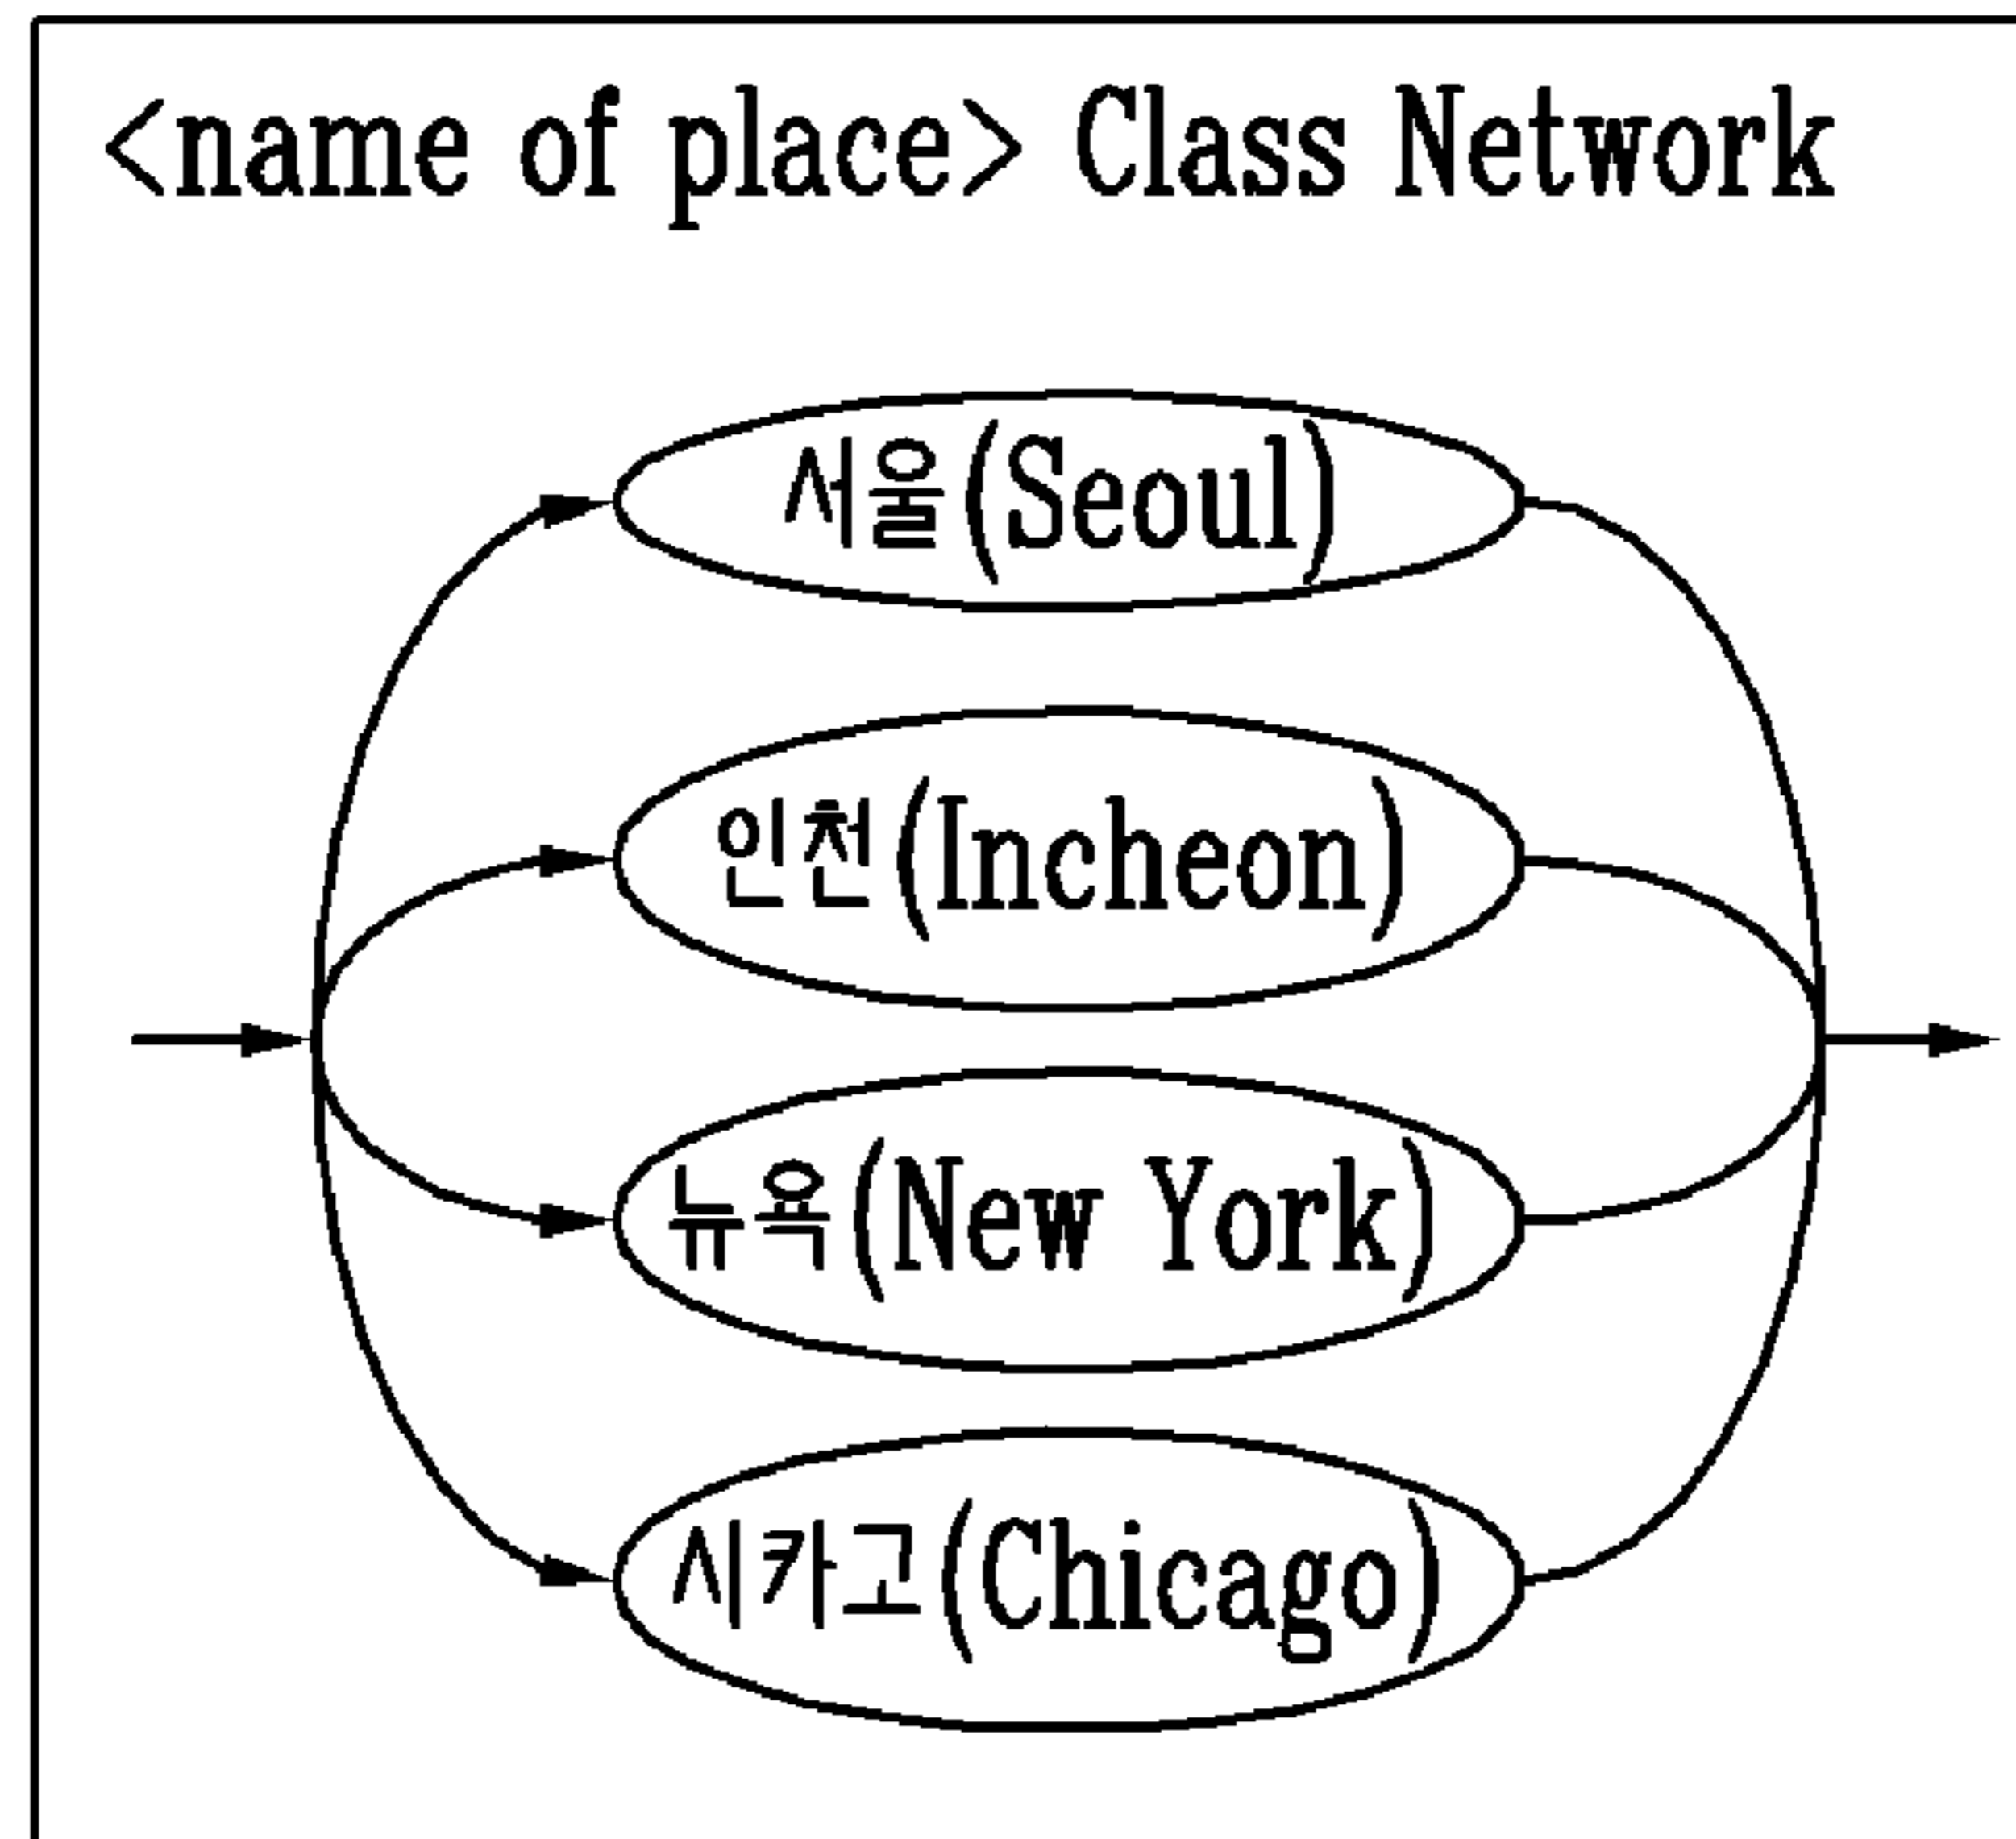 <name of place> Class Network
서울(Seoul)
인천(Incheon)
뉴욕(New York)
시카고(Chicago)